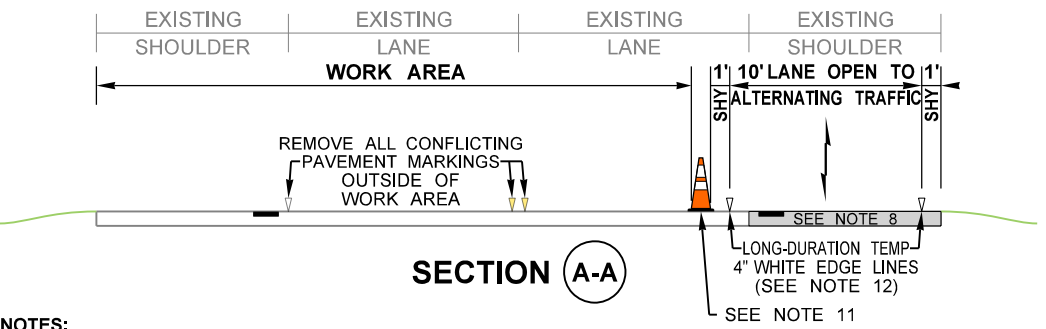 EXISTING EXISTING EXISTING EXISTING
SHOULDER LANE LANE SHOULDER
WORK AREA
1'
SHY
10' LANE OPEN TO
ALTERNATING TRAFFIC
1'
SHY
REMOVE ALL CONFLICTING
PAVEMENT MARKINGS
OUTSIDE OF
WORK AREA
SEE NOTE 8
LONG-DURATION TEMP
4" WHITE EDGE LINES
(SEE NOTE 12)
SECTION A-A
SEE NOTE 11
NOTES: